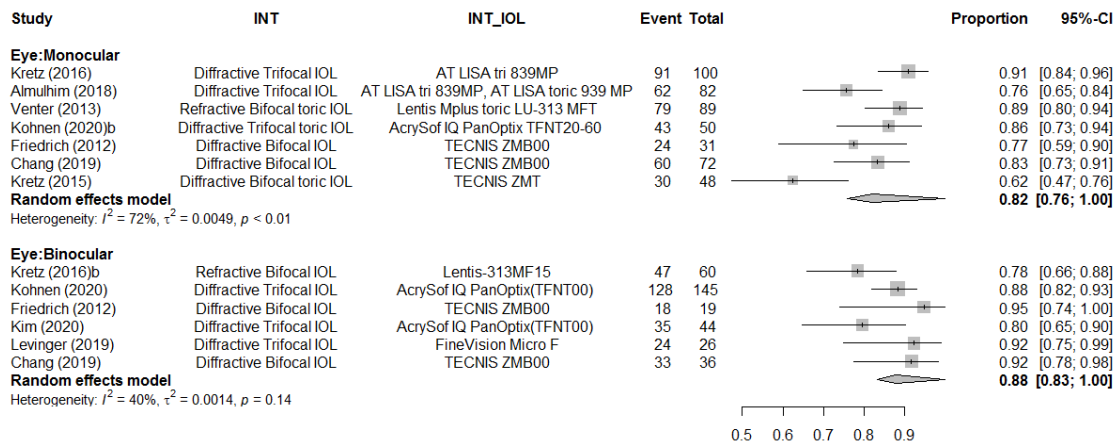 Study INT INT_IOL Event Total Proportion 95%-CI
Eye:Monocular
Kretz (2016) Diffractive Trifocal IOL AT LISA tri 839MP 91 100 0.91 [0.84; 0.96]
Almulhim (2018) Diffractive Trifocal IOL AT LISA tri 839MP, AT LISA toric 939 MP 62 82 0.76 [0.65; 0.84]
Venter (2013) Refractive Bifocal toric IOL Lentis Mplus toric LU-313 MFT 79 89 0.89 [0.80; 0.94]
Kohnen (2020)b Diffractive Trifocal toric IOL AcrySof IQ PanOptix TFNT20-60 43 50 0.86 [0.73; 0.94]
Friedrich (2012) Diffractive Bifocal IOL TECNIS ZMB00 24 31 0.77 [0.59; 0.90]
Chang (2019) Diffractive Bifocal IOL TECNIS ZMB00 60 72 0.83 [0.73; 0.91]
Kretz (2015) Diffractive Bifocal toric IOL TECNIS ZMT 30 48 0.62 [0.47; 0.76]
Random effects model 0.82 [0.76; 1.00]
Heterogeneity: I² = 72%, τ² = 0.0049, p < 0.01
Eye:Binocular
Kretz (2016)b Refractive Bifocal IOL Lentis-313MF15 47 60 0.78 [0.66; 0.88]
Kohnen (2020) Diffractive Trifocal IOL AcrySof IQ PanOptix(TFNT00) 128 145 0.88 [0.82; 0.93]
Friedrich (2012) Diffractive Bifocal IOL TECNIS ZMB00 18 19 0.95 [0.74; 1.00]
Kim (2020) Diffractive Trifocal IOL AcrySof IQ PanOptix(TFNT00) 35 44 0.80 [0.65; 0.90]
Levinger (2019) Diffractive Trifocal IOL FineVision Micro F 24 26 0.92 [0.75; 0.99]
Chang (2019) Diffractive Bifocal IOL TECNIS ZMB00 33 36 0.92 [0.78; 0.98]
Random effects model 0.88 [0.83; 1.00]
Heterogeneity: I² = 40%, τ² = 0.0014, p = 0.14
0.5 0.6 0.7 0.8 0.9